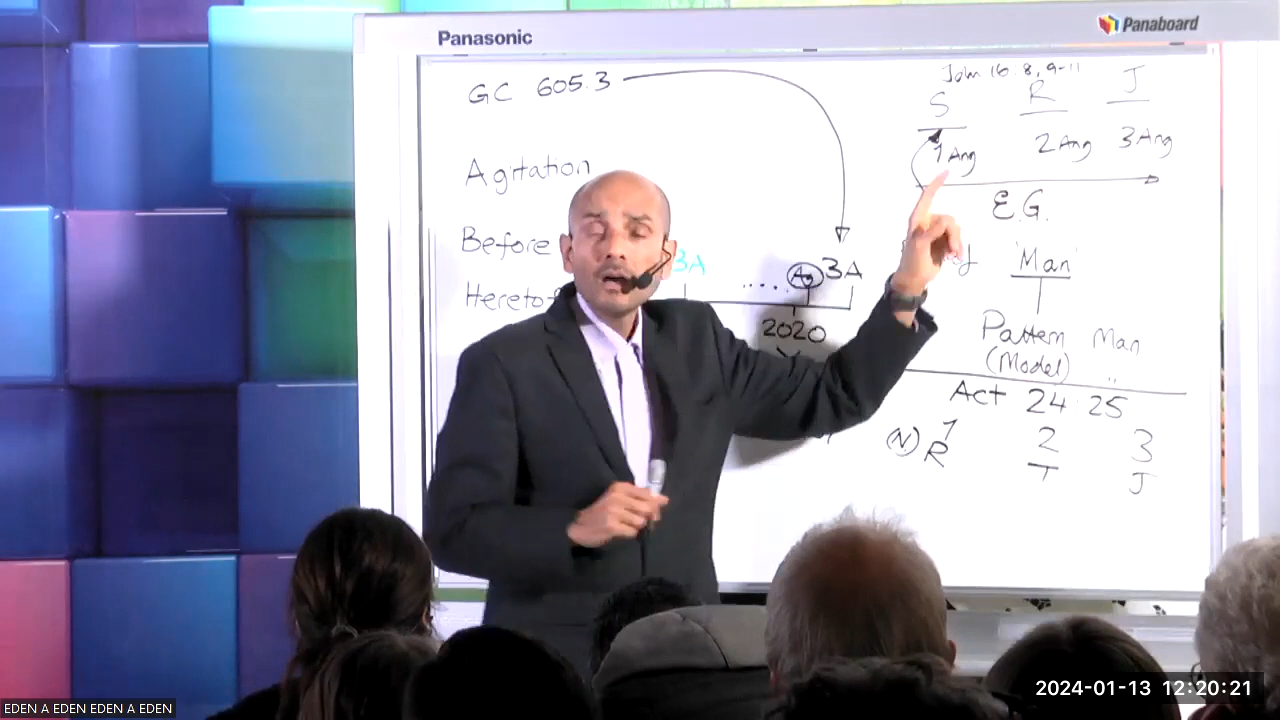 Panasonic
Panaboard
GC 605.3
John 16:8, 9-11
S R J
1 Ang 2 Ang 3 Ang
E.G.
Agitation
Before
3A
A
3A
2020
'Man'
Pattern Man
(Model) "
Act 24:25
N 1 2 3
R T J
EDEN A EDEN EDEN A EDEN
2024-01-13 12:20:21